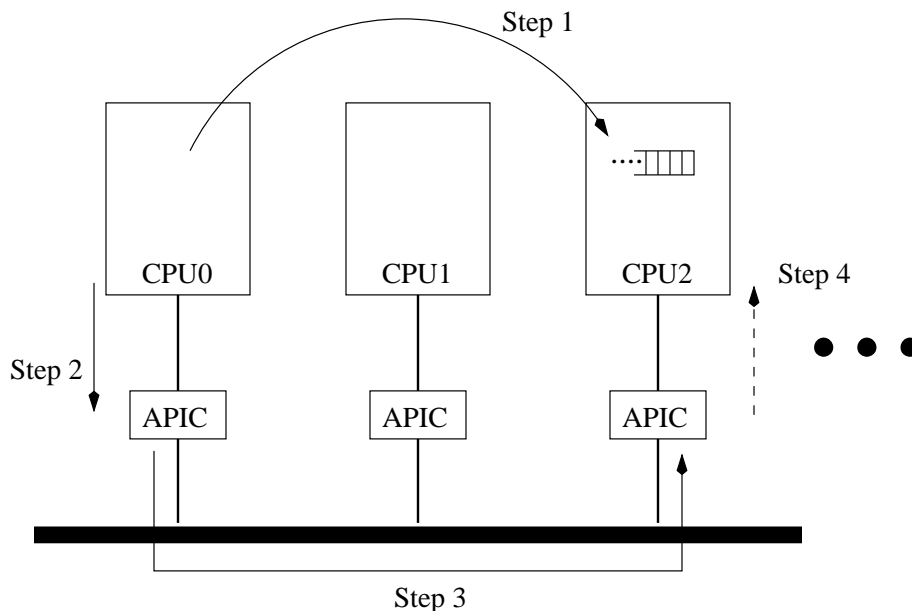 Step 1
CPU0
CPU1
CPU2
Step 4
Step 2
APIC
APIC
APIC
Step 3